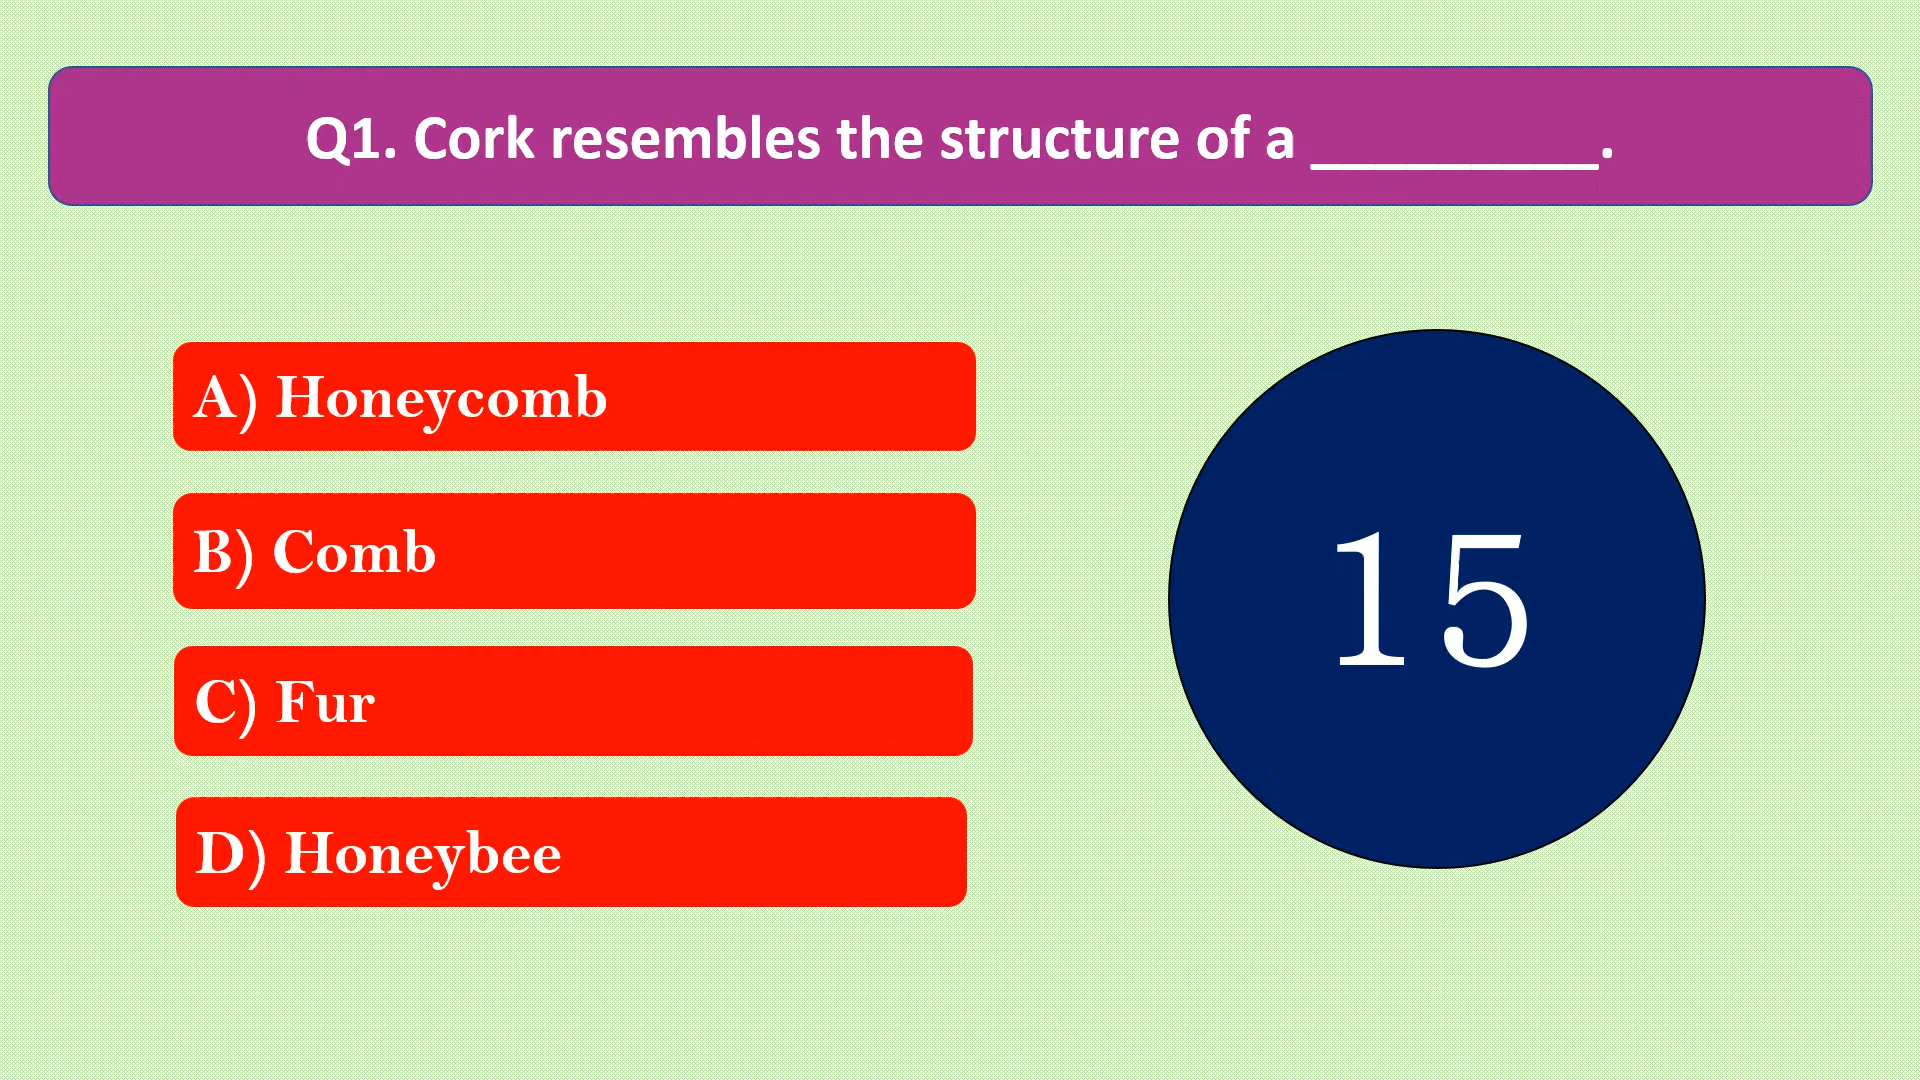 Q1. Cork resembles the structure of a _________.
A) Honeycomb
B) Comb
C) Fur
D) Honeybee
15